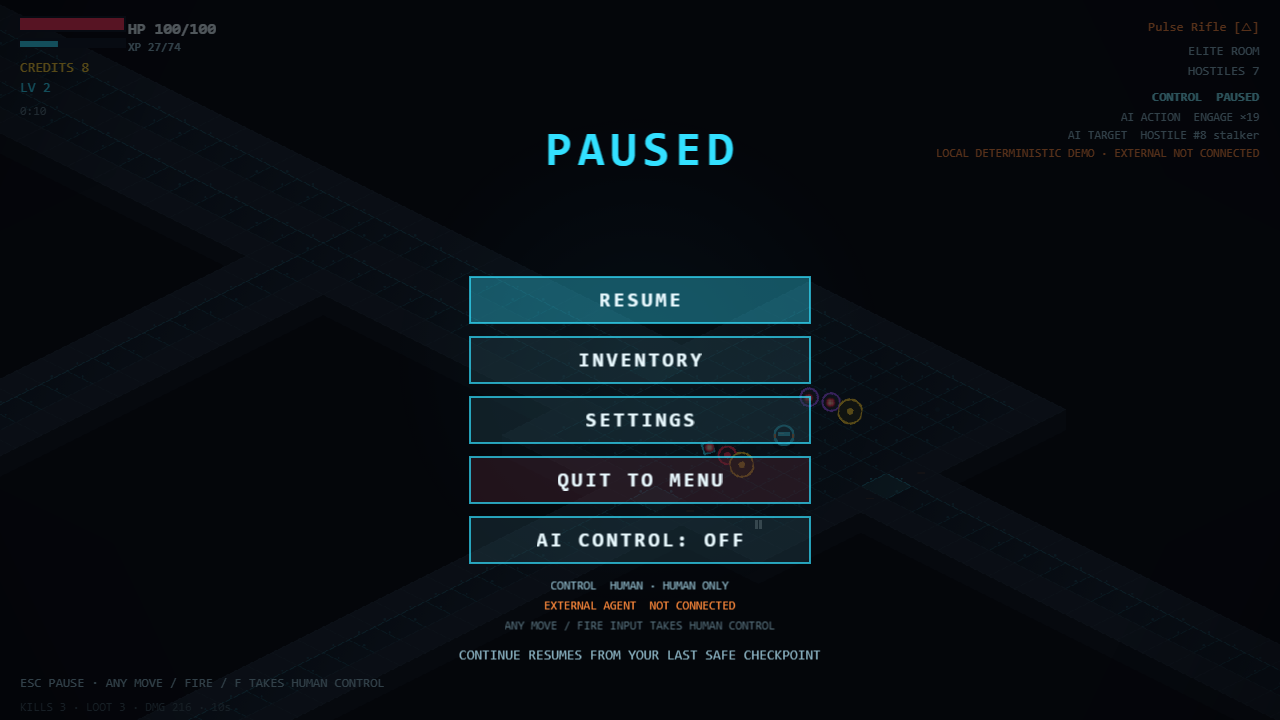 HP 100/100
XP 27/74
CREDITS 8
LV 2
0:10
Pulse Rifle [△]
ELITE ROOM
HOSTILES 7
CONTROL PAUSED
AI ACTION ENGAGE ×19
AI TARGET HOSTILE #8 stalker
LOCAL DETERMINISTIC DEMO · EXTERNAL NOT CONNECTED
PAUSED
RESUME
INVENTORY
SETTINGS
QUIT TO MENU
AI CONTROL: OFF
CONTROL HUMAN · HUMAN ONLY
EXTERNAL AGENT NOT CONNECTED
ANY MOVE / FIRE INPUT TAKES HUMAN CONTROL
CONTINUE RESUMES FROM YOUR LAST SAFE CHECKPOINT
ESC PAUSE · ANY MOVE / FIRE / F TAKES HUMAN CONTROL
KILLS 3 · LOOT 3 · DMG 216 · 10s